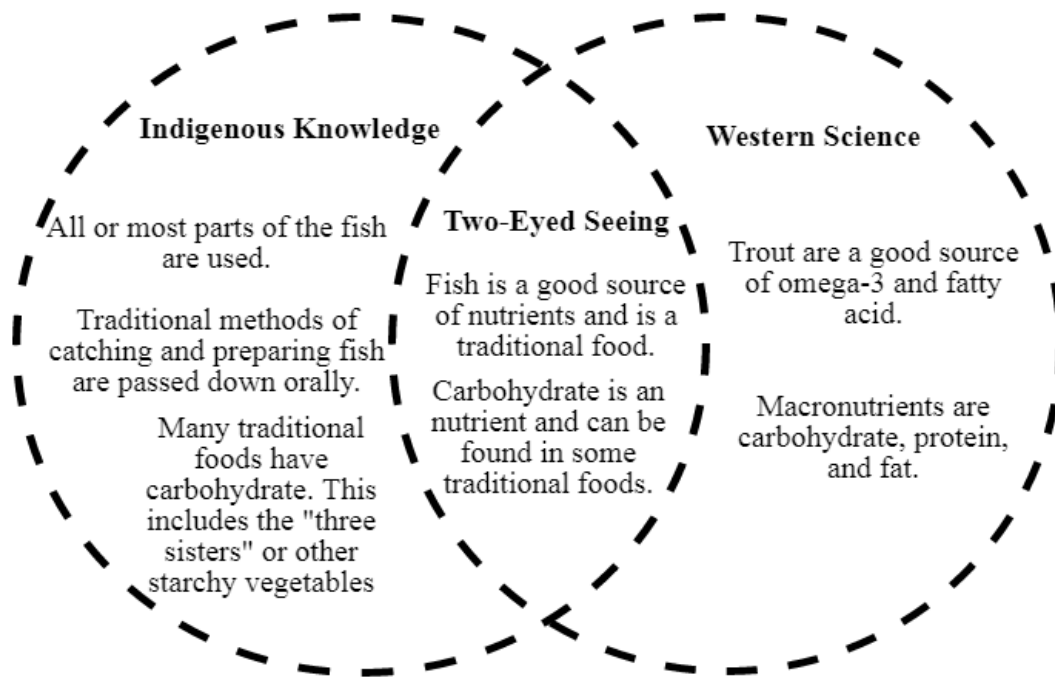 Indigenous Knowledge
All or most parts of the fish
are used.
Traditional methods of
catching and preparing fish
are passed down orally.
Many traditional
foods have
carbohydrate. This
includes the "three
sisters" or other
starchy vegetables
Two-Eyed Seeing
Fish is a good source
of nutrients and is a
traditional food.
Carbohydrate is an
nutrient and can be
found in some
traditional foods.
Western Science
Trout are a good source
of omega-3 and fatty
acid.
Macronutrients are
carbohydrate, protein,
and fat.